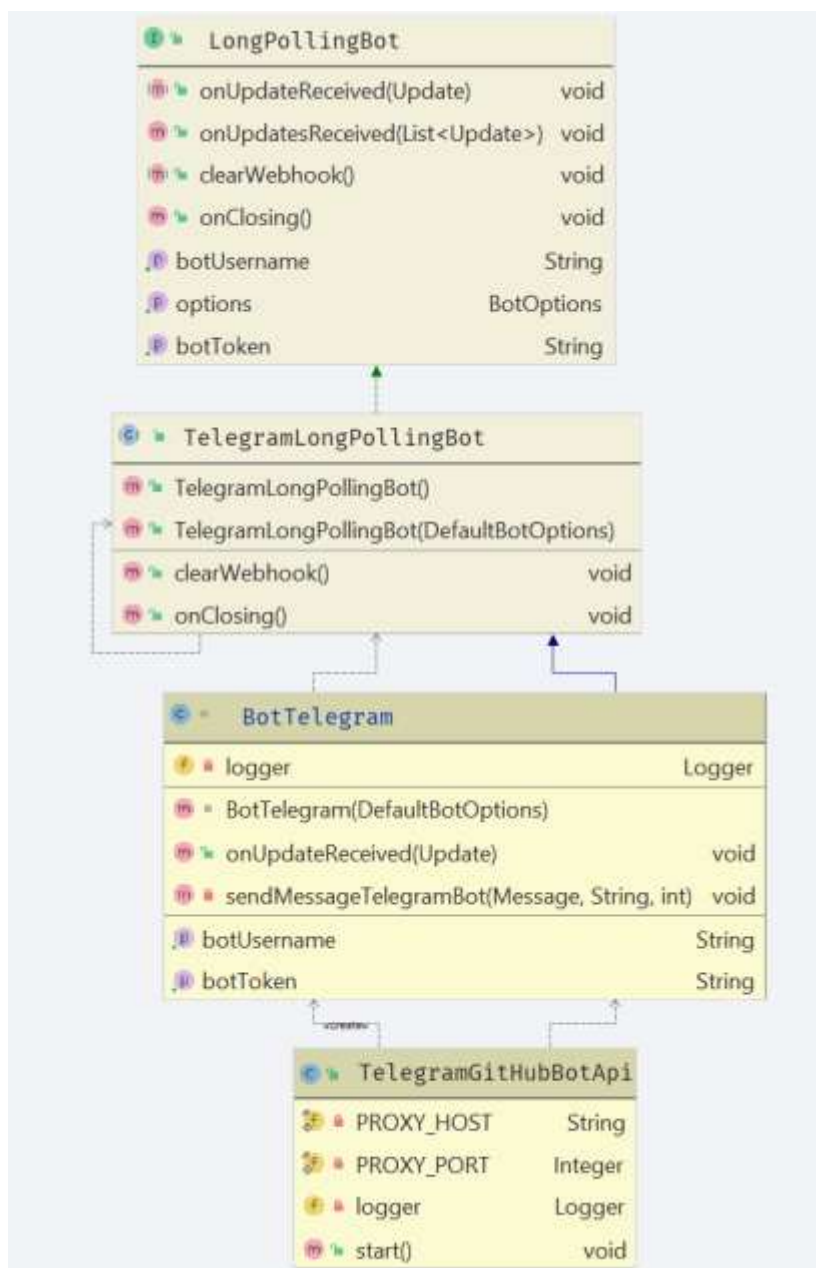 LongPollingBot
onUpdateReceived(Update) void
onUpdatesReceived(List<Update>) void
clearWebhook() void
onClosing() void
botUsername String
options BotOptions
botToken String
TelegramLongPollingBot
TelegramLongPollingBot()
TelegramLongPollingBot(DefaultBotOptions)
clearWebhook() void
onClosing() void
BotTelegram
logger Logger
BotTelegram(DefaultBotOptions)
onUpdateReceived(Update) void
sendMessageTelegramBot(Message, String, int) void
botUsername String
botToken String
«create»
TelegramGitHubBotApi
PROXY_HOST String
PROXY_PORT Integer
logger Logger
start() void